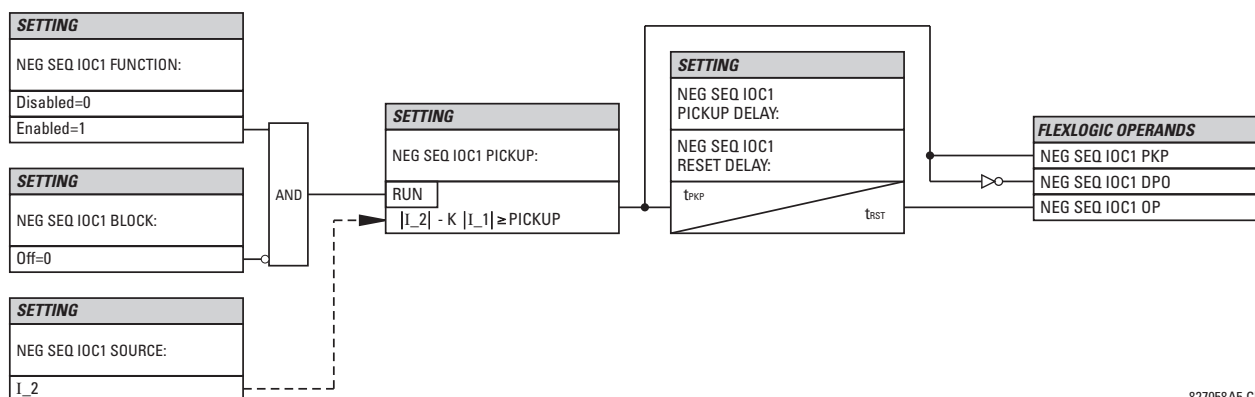 SETTING
NEG SEQ IOC1 FUNCTION:
Disabled=0
Enabled=1
SETTING
NEG SEQ IOC1 BLOCK:
Off=0
SETTING
NEG SEQ IOC1 SOURCE:
I_2
AND
SETTING
NEG SEQ IOC1 PICKUP:
RUN
|I_2| - K |I_1| ≥ PICKUP
SETTING
NEG SEQ IOC1
PICKUP DELAY:
NEG SEQ IOC1
RESET DELAY:
tPKP
tRST
FLEXLOGIC OPERANDS
NEG SEQ IOC1 PKP
NEG SEQ IOC1 DPO
NEG SEQ IOC1 OP